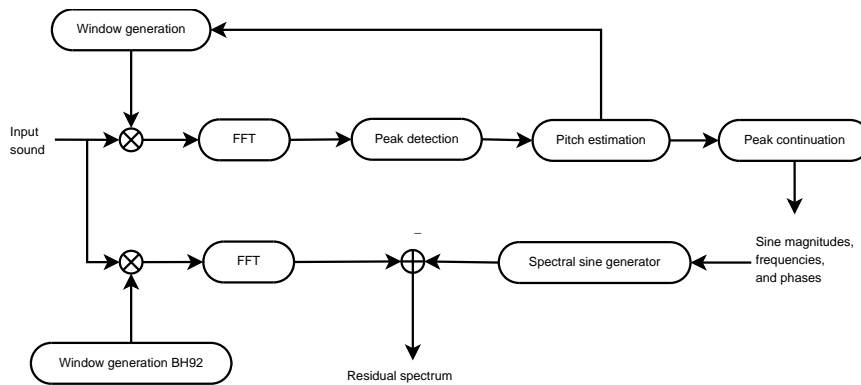 Window generation
Input
sound
FFT
Peak detection
Pitch estimation
Peak continuation
–
Sine magnitudes,
frequencies,
and phases
FFT
Spectral sine generator
Window generation BH92
Residual spectrum